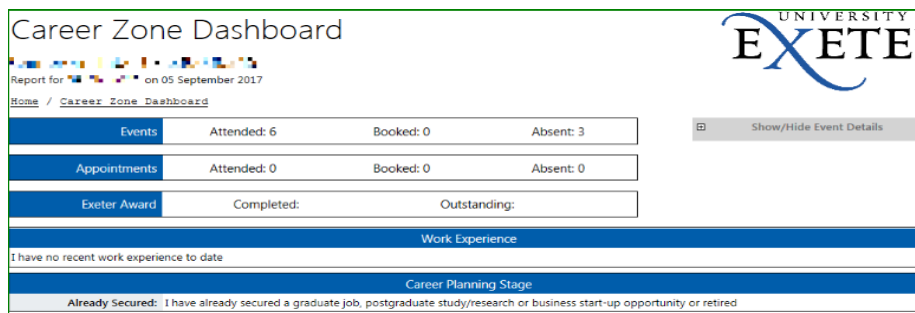 Career Zone Dashboard
UNIVERSITY
EXETE
Report for on 05 September 2017
Home / Career Zone Dashboard
Events Attended: 6 Booked: 0 Absent: 3
Show/Hide Event Details
Appointments Attended: 0 Booked: 0 Absent: 0
Exeter Award Completed: Outstanding:
Work Experience
I have no recent work experience to date
Career Planning Stage
Already Secured: I have already secured a graduate job, postgraduate study/research or business start-up opportunity or retired